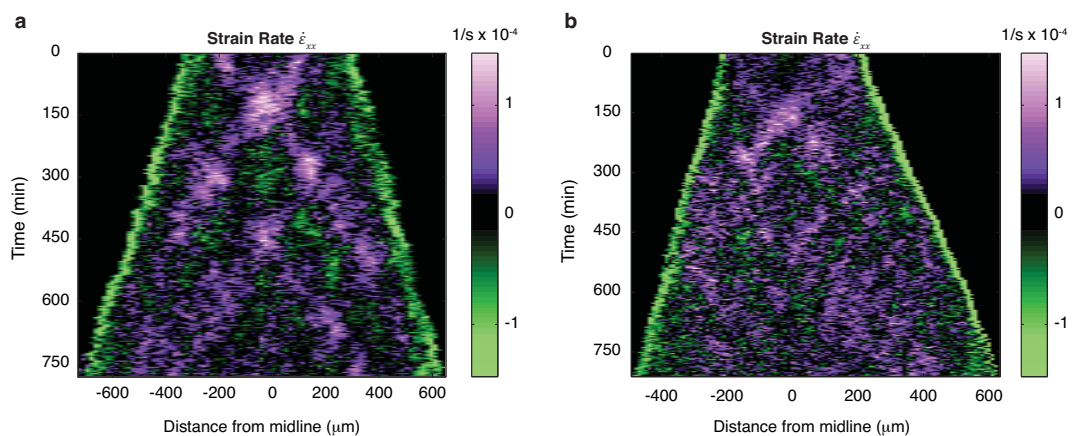 a
Strain Rate ε̇xx
1/s x 10-4
0
150
300
450
600
750
Time (min)
-600 -400 -200 0 200 400 600
Distance from midline (μm)
1
0
-1
b
Strain Rate ε̇xx
1/s x 10-4
0
150
300
450
600
750
Time (min)
-400 -200 0 200 400 600
Distance from midline (μm)
1
0
-1